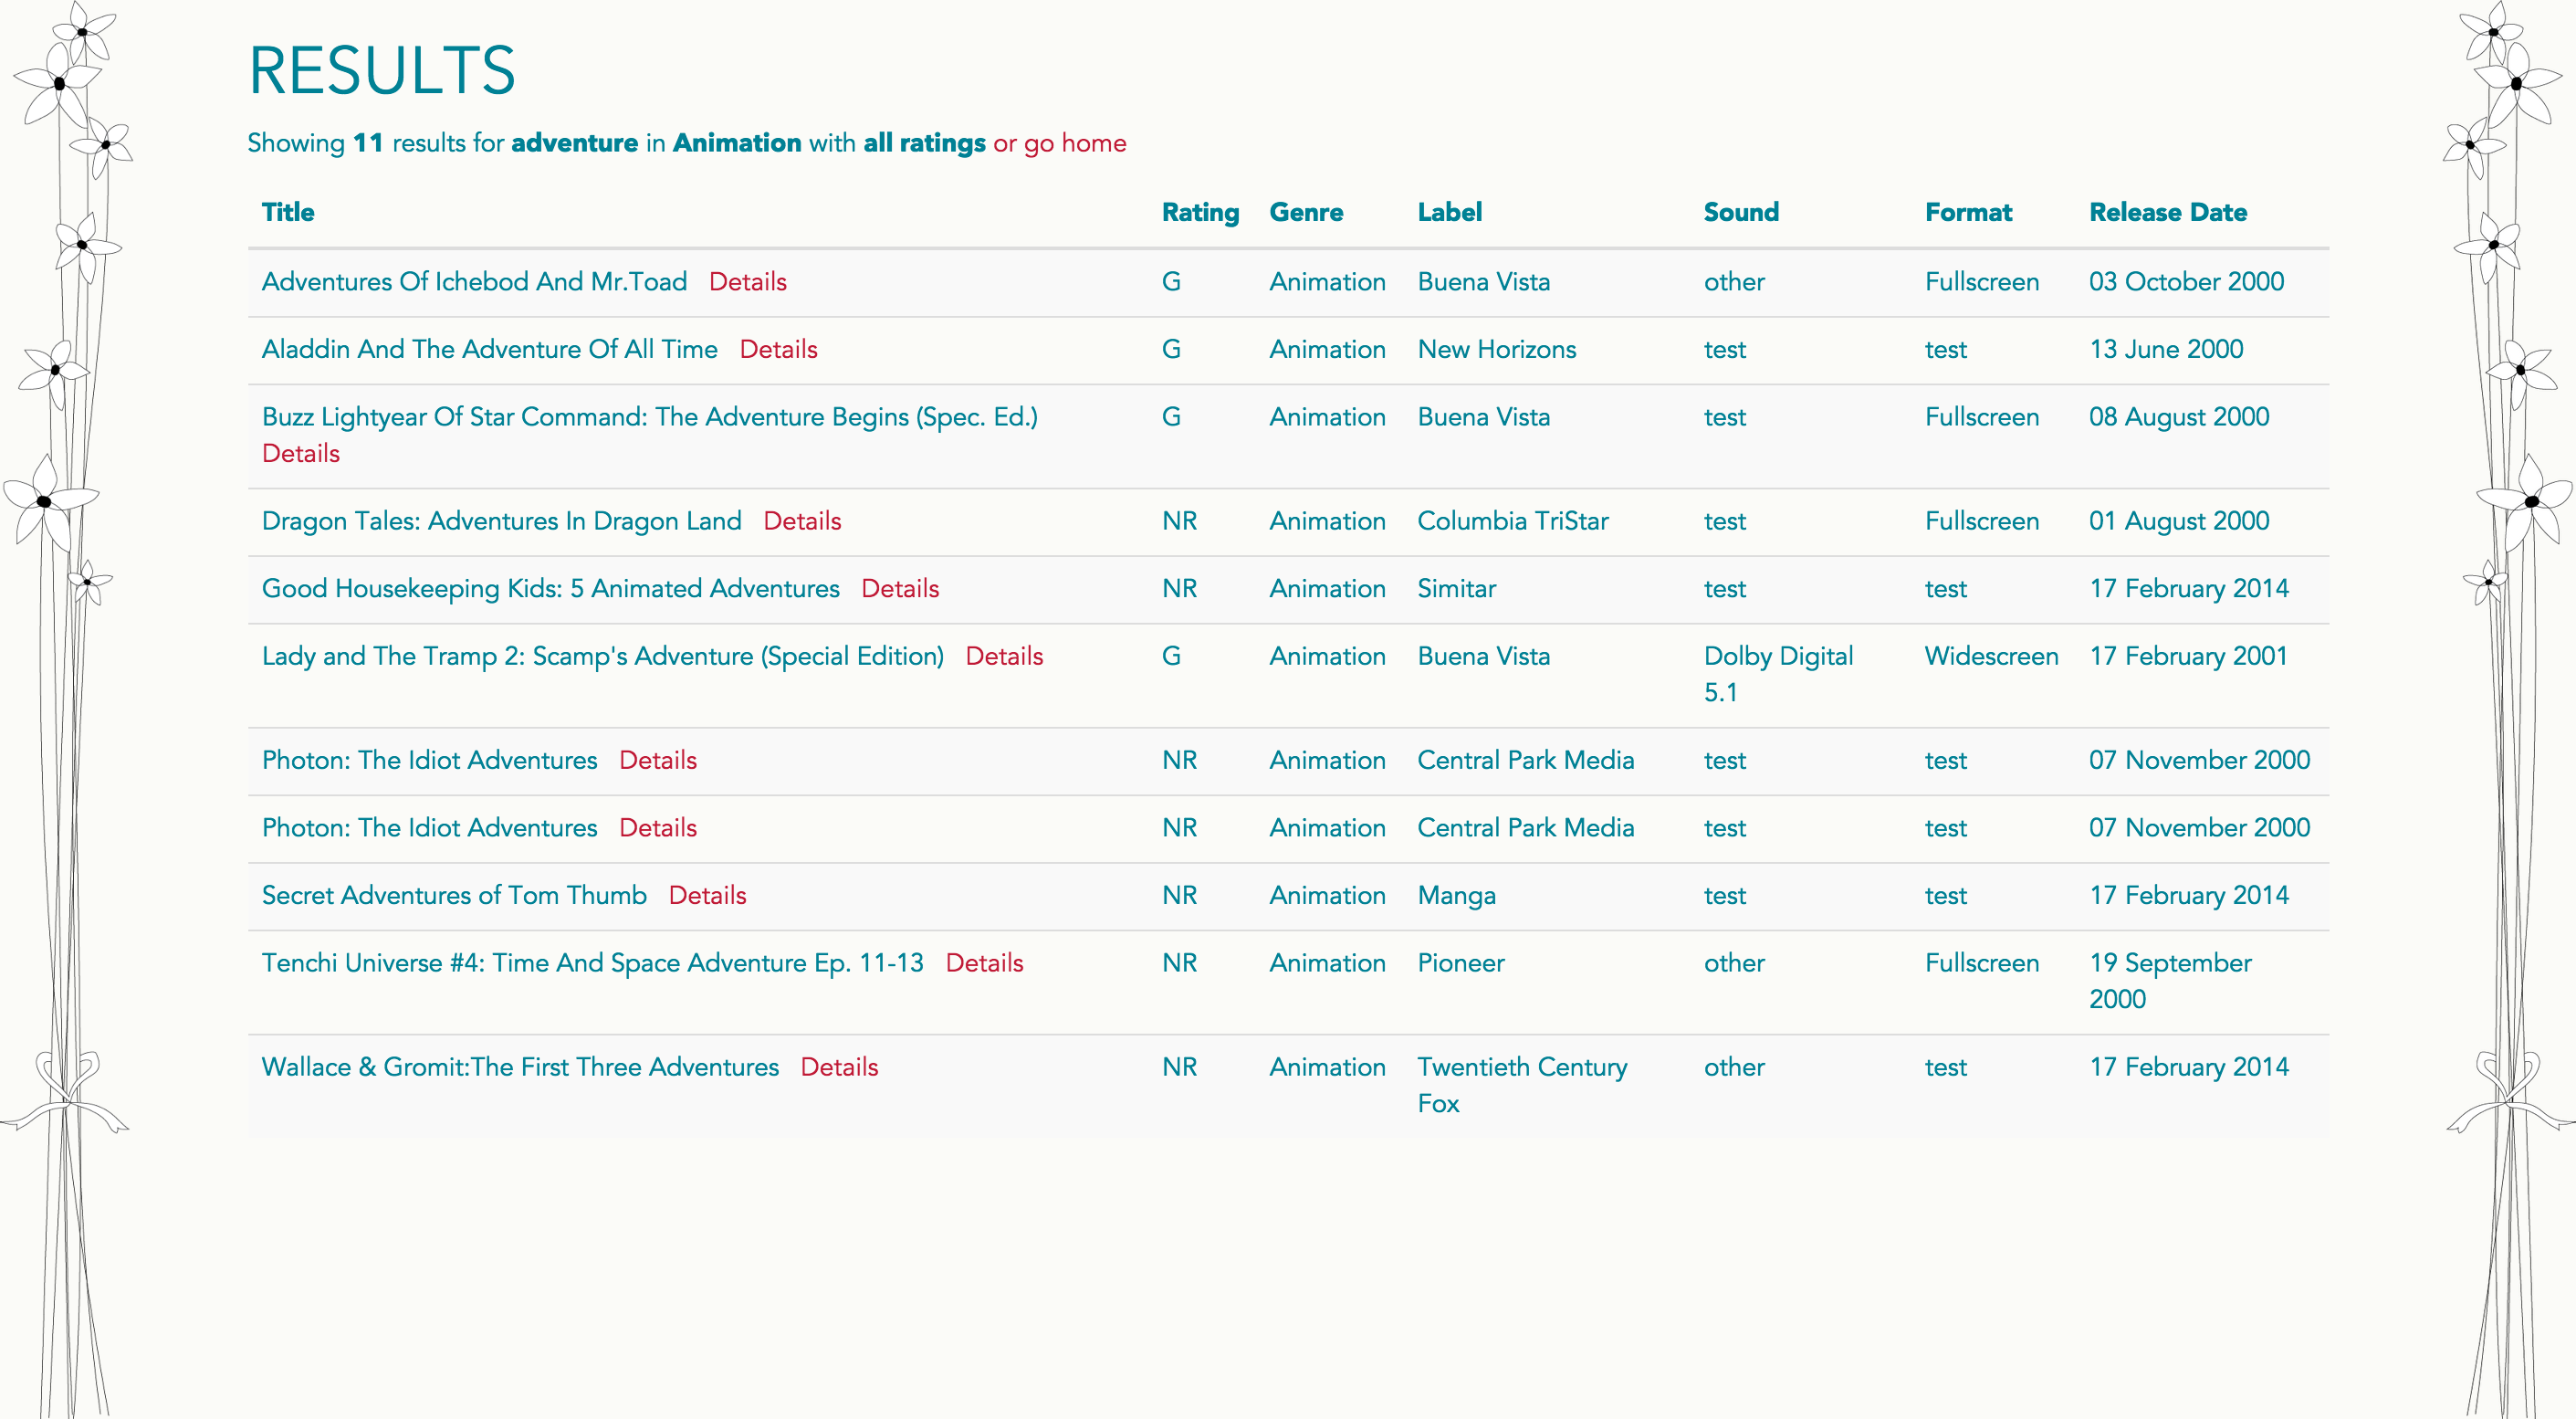 RESULTS
Showing 11 results for adventure in Animation with all ratings or go home
Title Rating Genre Label Sound Format Release Date
Adventures Of Ichebod And Mr.Toad Details G Animation Buena Vista other Fullscreen 03 October 2000
Aladdin And The Adventure Of All Time Details G Animation New Horizons test test 13 June 2000
Buzz Lightyear Of Star Command: The Adventure Begins (Spec. Ed.) G Animation Buena Vista test Fullscreen 08 August 2000
Details
Dragon Tales: Adventures In Dragon Land Details NR Animation Columbia TriStar test Fullscreen 01 August 2000
Good Housekeeping Kids: 5 Animated Adventures Details NR Animation Simitar test test 17 February 2014
Lady and The Tramp 2: Scamp's Adventure (Special Edition) Details G Animation Buena Vista Dolby Digital Widescreen 17 February 2001
5.1
Photon: The Idiot Adventures Details NR Animation Central Park Media test test 07 November 2000
Photon: The Idiot Adventures Details NR Animation Central Park Media test test 07 November 2000
Secret Adventures of Tom Thumb Details NR Animation Manga test test 17 February 2014
Tenchi Universe #4: Time And Space Adventure Ep. 11-13 Details NR Animation Pioneer other Fullscreen 19 September
2000
Wallace & Gromit:The First Three Adventures Details NR Animation Twentieth Century other test 17 February 2014
Fox